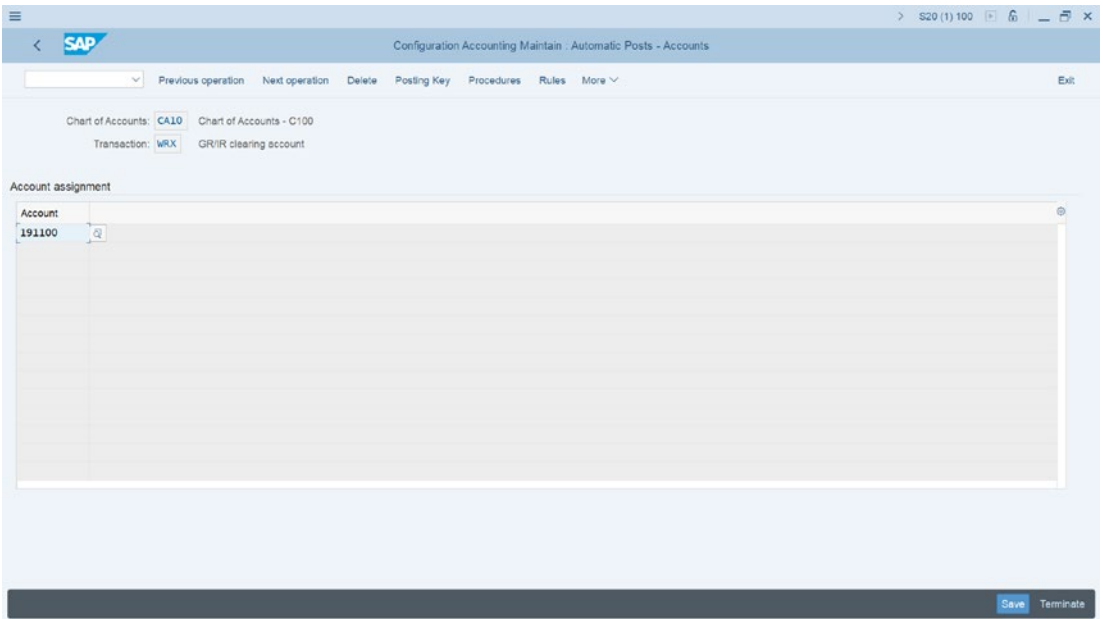 S20 (1) 100
SAP
Configuration Accounting Maintain : Automatic Posts - Accounts
Previous operation Next operation Delete Posting Key Procedures Rules More Exit
Chart of Accounts: CA10 Chart of Accounts - C100
Transaction: WRX GR/IR clearing account
Account assignment
Account
191100
Save Terminate